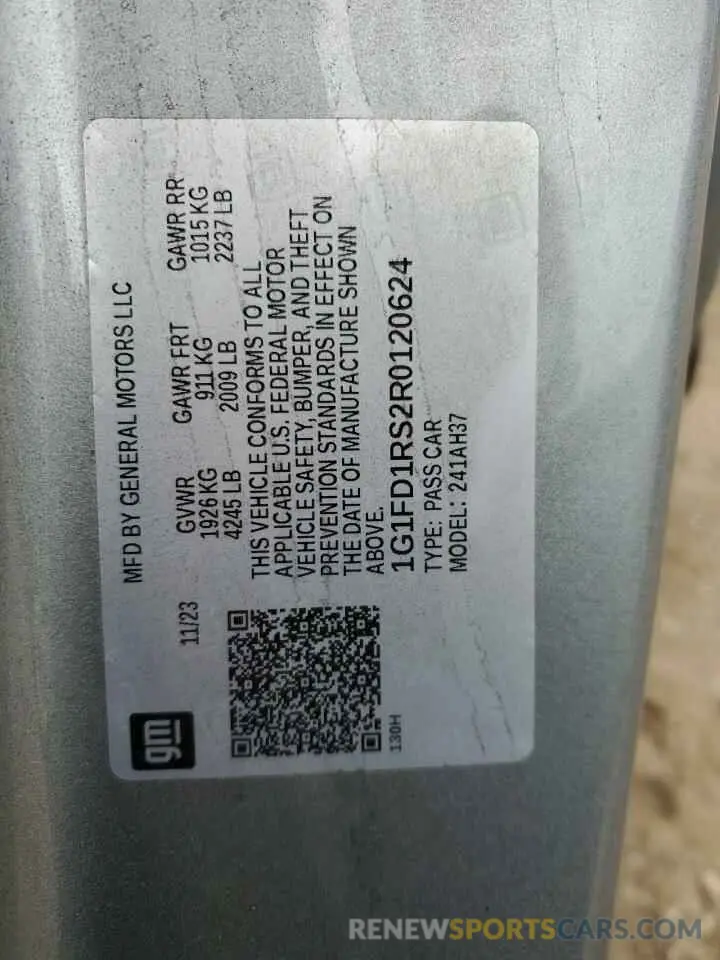 MFD BY GENERAL MOTORS LLC
11/23
GVWR GAWR FRT GAWR RR
1926 KG 911 KG 1015 KG
4245 LB 2009 LB 2237 LB
THIS VEHICLE CONFORMS TO ALL
APPLICABLE U.S. FEDERAL MOTOR
VEHICLE SAFETY, BUMPER, AND THEFT
PREVENTION STANDARDS IN EFFECT ON
THE DATE OF MANUFACTURE SHOWN
ABOVE.
1G1FD1RS2R0120624
TYPE: PASS CAR
MODEL: 241AH37
gm
130H
RENEWSPORTSCARS.COM